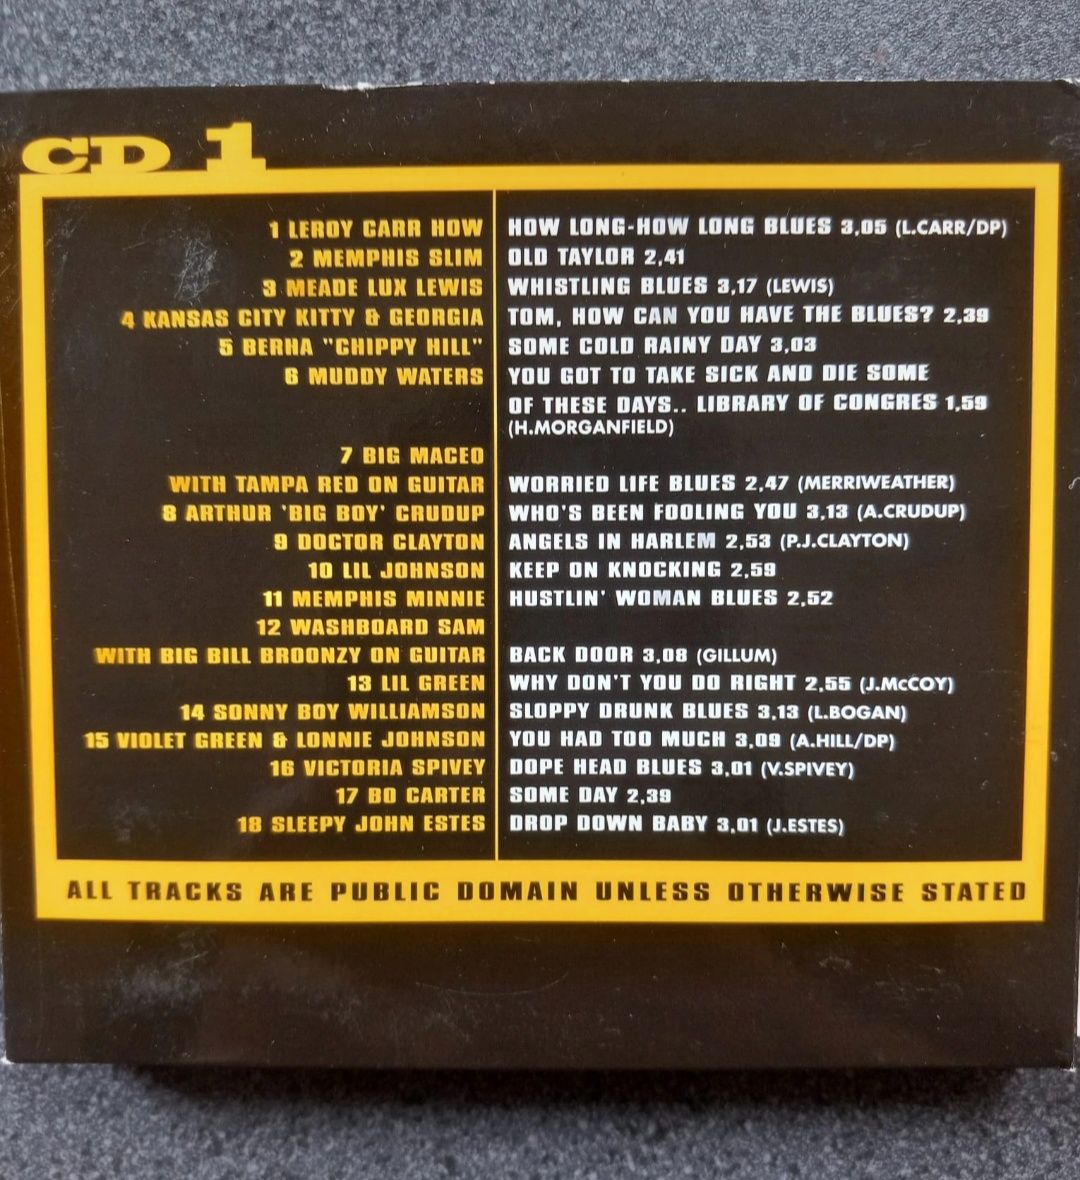 CD 1
1 LEROY CARR HOW HOW LONG-HOW LONG BLUES 3,05 (L.CARR/DP)
2 MEMPHIS SLIM OLD TAYLOR 2,41
3 MEADE LUX LEWIS WHISTLING BLUES 3,17 (LEWIS)
4 KANSAS CITY KITTY & GEORGIA TOM, HOW CAN YOU HAVE THE BLUES? 2,39
5 BERHA "CHIPPY HILL" SOME COLD RAINY DAY 3,03
6 MUDDY WATERS YOU GOT TO TAKE SICK AND DIE SOME
OF THESE DAYS.. LIBRARY OF CONGRES 1,59
(H.MORGANFIELD)
7 BIG MACEO
WITH TAMPA RED ON GUITAR WORRIED LIFE BLUES 2,47 (MERRIWEATHER)
8 ARTHUR 'BIG BOY' CRUDUP WHO'S BEEN FOOLING YOU 3,13 (A.CRUDUP)
9 DOCTOR CLAYTON ANGELS IN HARLEM 2,53 (P.J.CLAYTON)
10 LIL JOHNSON KEEP ON KNOCKING 2,59
11 MEMPHIS MINNIE HUSTLIN' WOMAN BLUES 2,52
12 WASHBOARD SAM
WITH BIG BILL BROONZY ON GUITAR BACK DOOR 3,08 (GILLUM)
13 LIL GREEN WHY DON'T YOU DO RIGHT 2,55 (J.McCOY)
14 SONNY BOY WILLIAMSON SLOPPY DRUNK BLUES 3,13 (L.BOGAN)
15 VIOLET GREEN & LONNIE JOHNSON YOU HAD TOO MUCH 3,09 (A.HILL/DP)
16 VICTORIA SPIVEY DOPE HEAD BLUES 3,01 (V.SPIVEY)
17 BO CARTER SOME DAY 2,39
18 SLEEPY JOHN ESTES DROP DOWN BABY 3,01 (J.ESTES)
ALL TRACKS ARE PUBLIC DOMAIN UNLESS OTHERWISE STATED